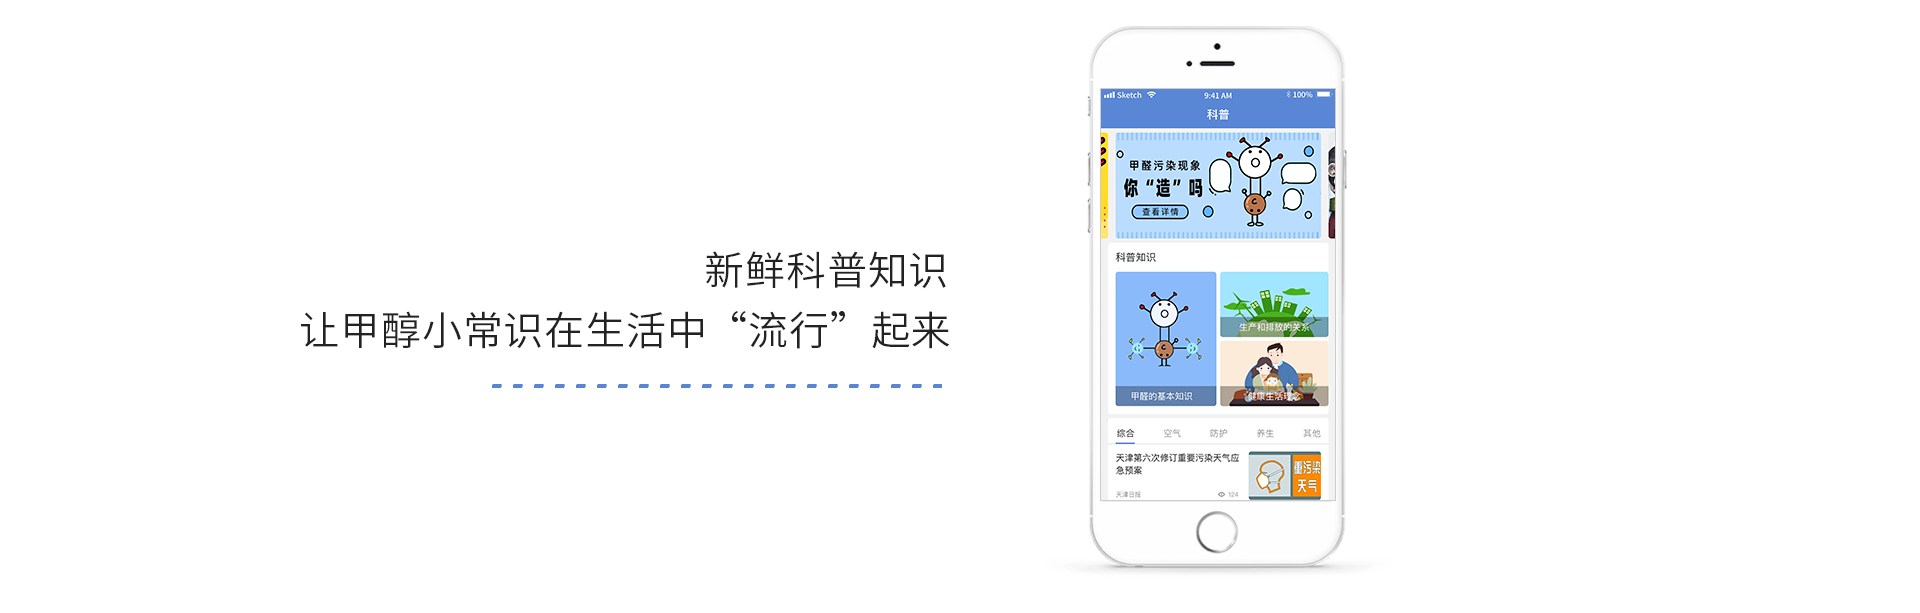 新鲜科普知识
让甲醇小常识在生活中“流行”起来
Sketch 9:41 AM 100%
科普
甲醛污染现象
你“造”吗
查看详情
科普知识
生产和排放的关系
甲醛的基本知识
健康生活理念
综合 空气 防护 养生 其他
天津第六次修订重要污染天气应
急预案
天津日报 124
重污染
天气